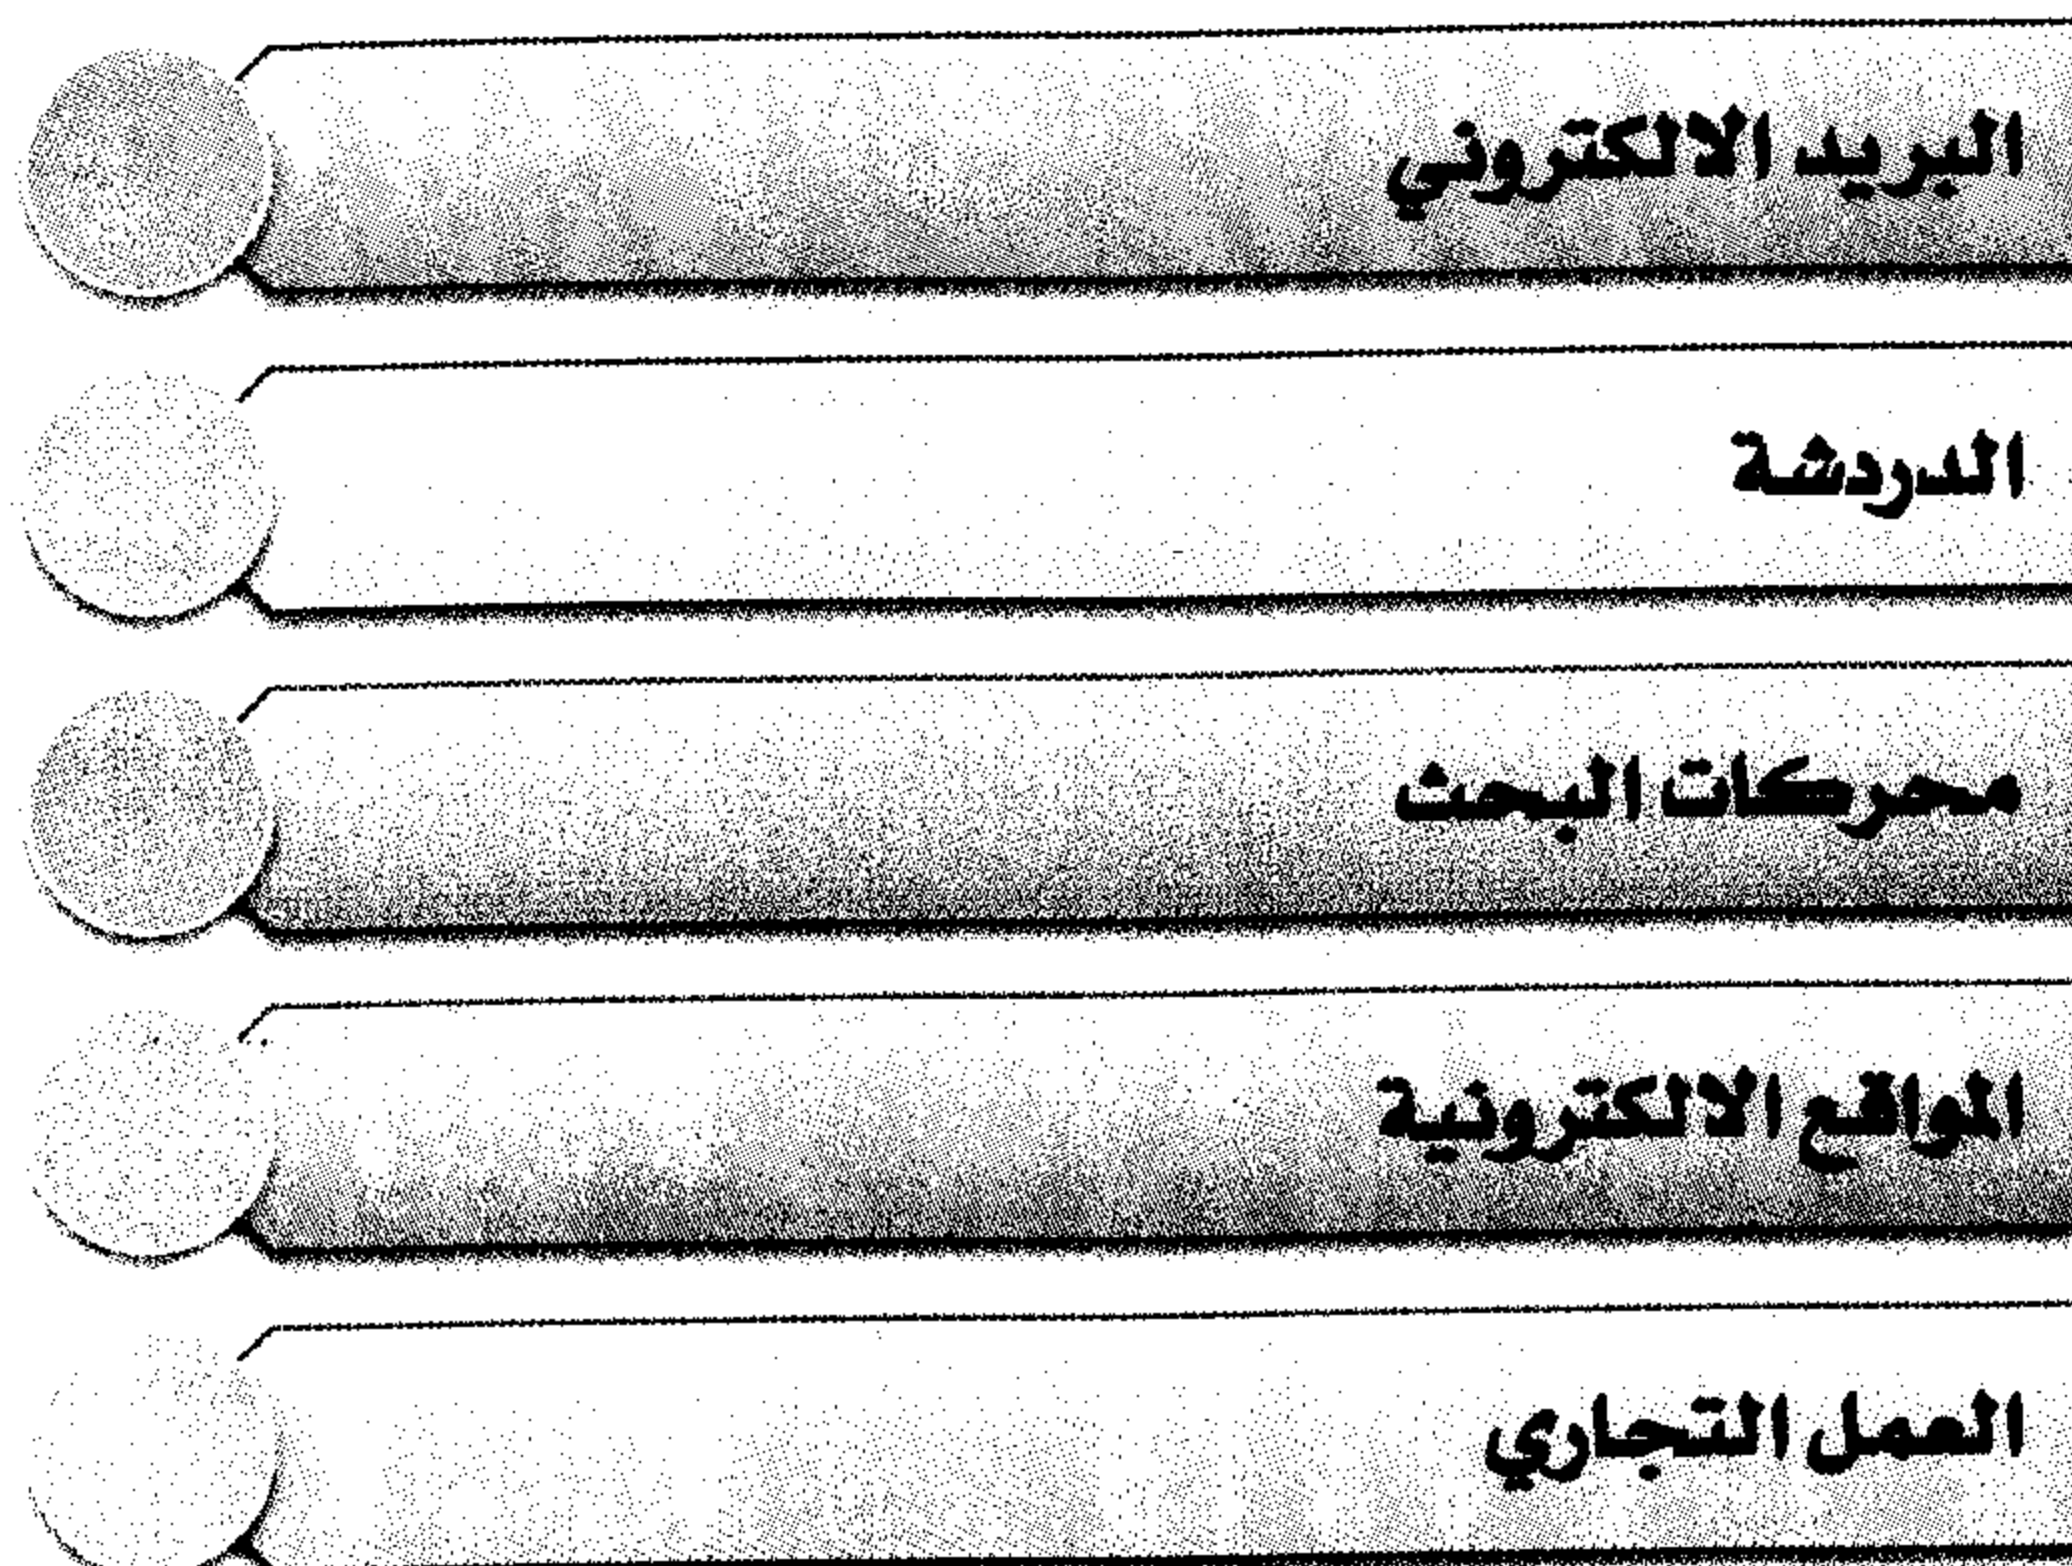 البريد الالكتروني
الدردشة
محركات البحث
المواقع الالكترونية
العمل التجاري